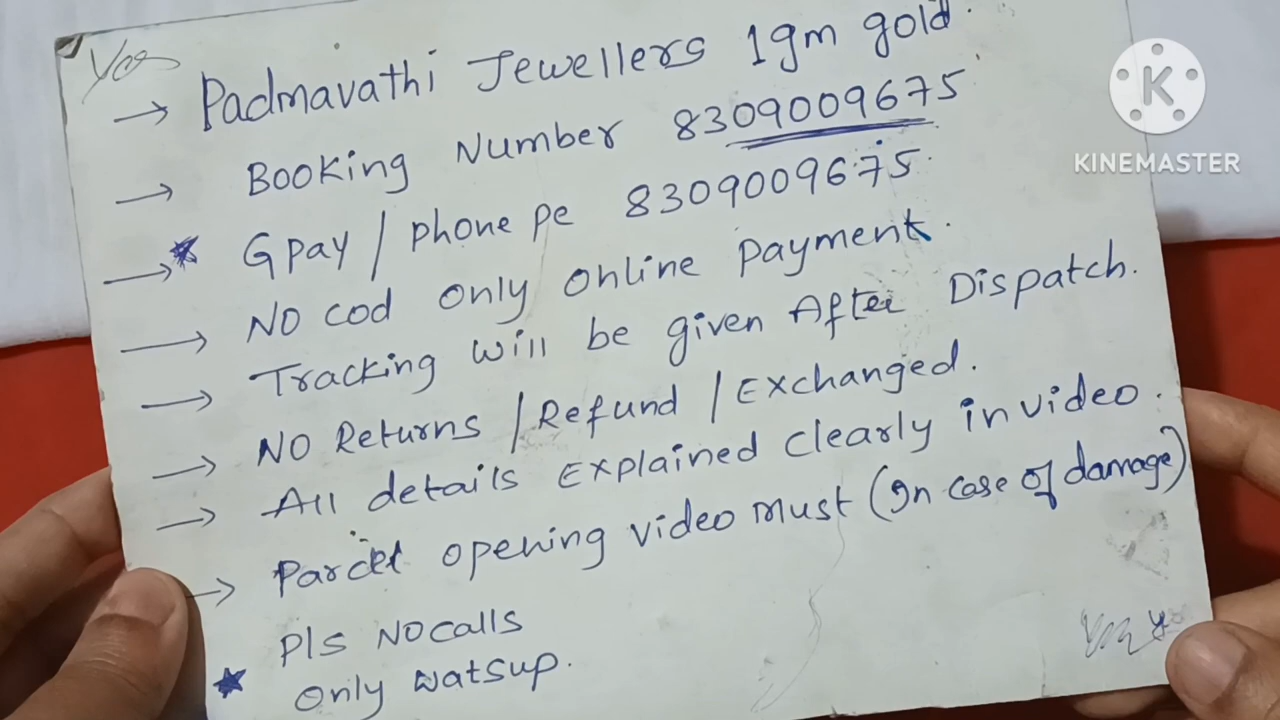 Yes
→ Padmavathi Jewellers 1gm gold.
→ Booking Number 8309009675
→ * Gpay / phone pe 8309009675.
→ NO cod only online payment.
→ Tracking will be given After Dispatch.
→ NO Returns / Refund / Exchanged.
→ All details Explained clearly in video.
→ Parcel opening video must (In case of damage)
Pls NO calls
★ only watsup.
KINEMASTER